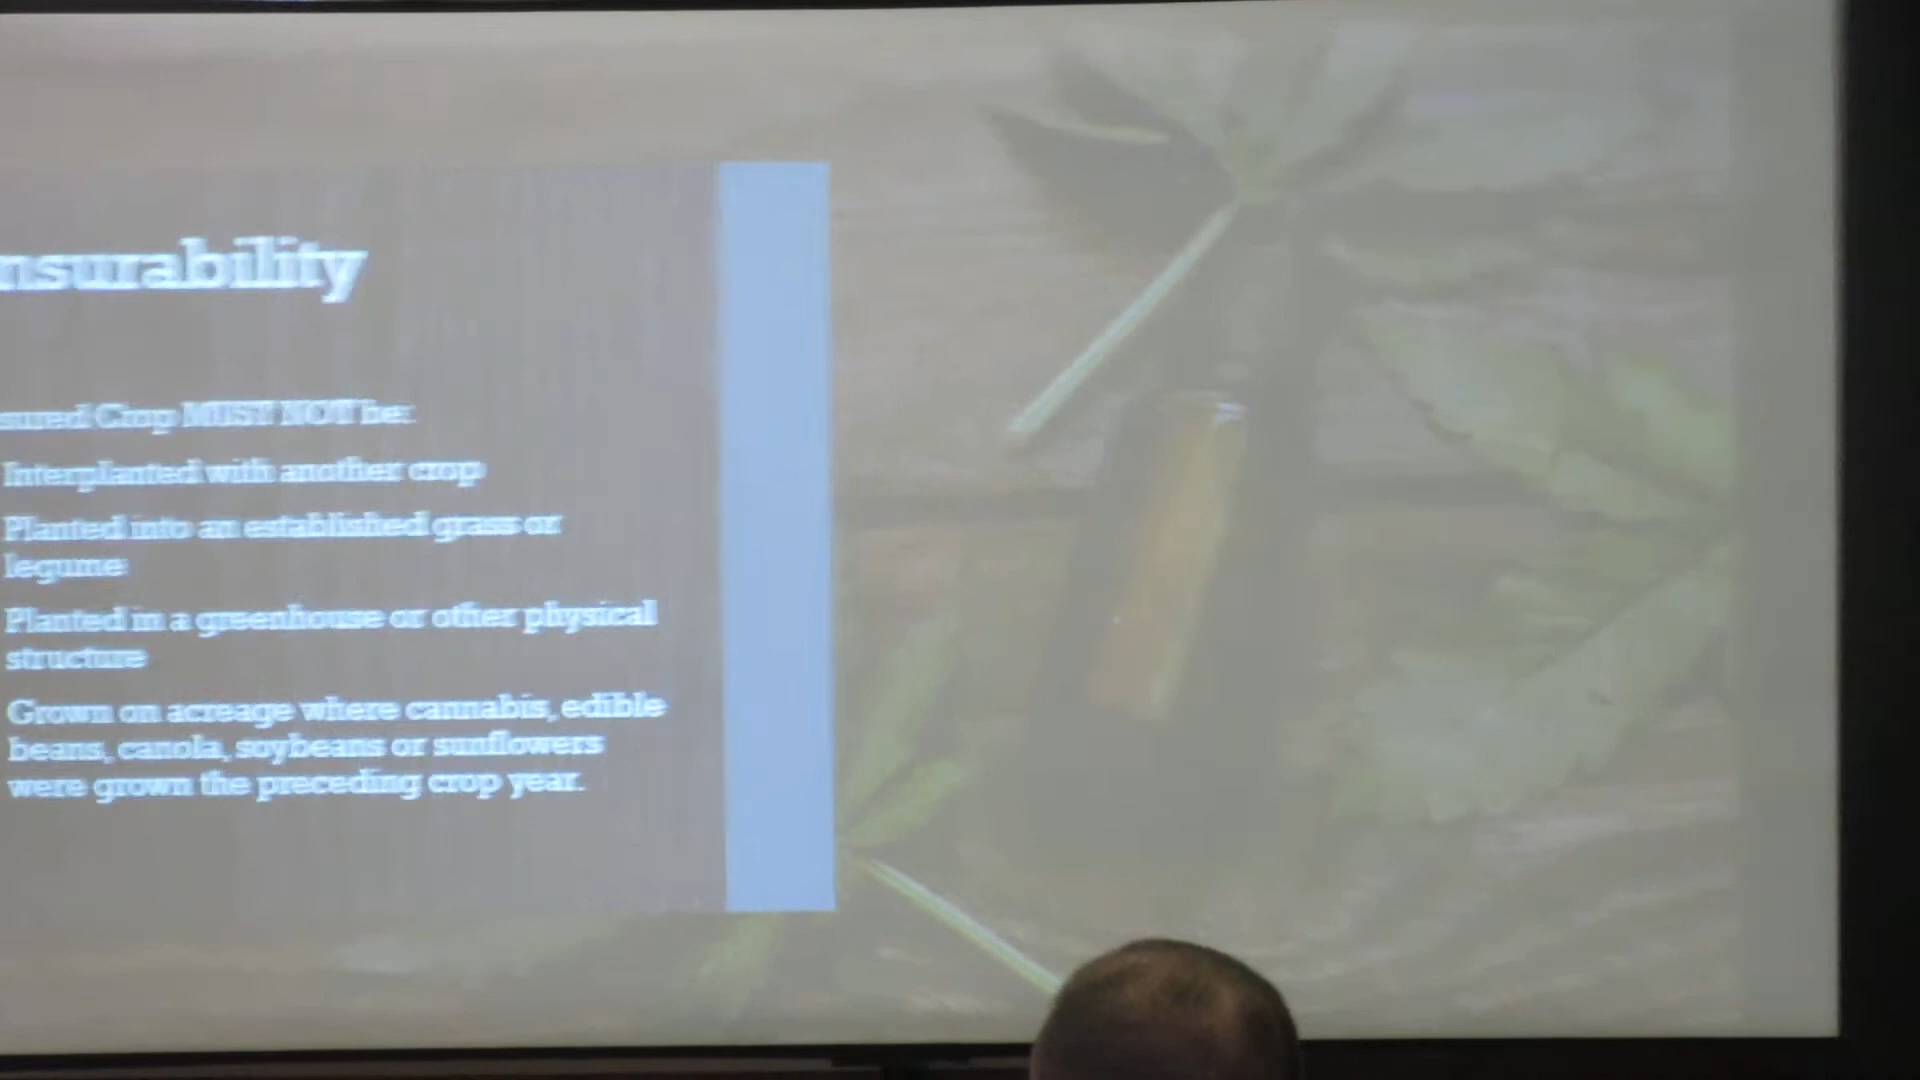 nsurability
sured Crop MUST NOT be:
Interplanted with another crop
Planted into an established grass or
legume
Planted in a greenhouse or other physical
structure
Grown on acreage where cannabis, edible
beans, canola, soybeans or sunflowers
were grown the preceding crop year.